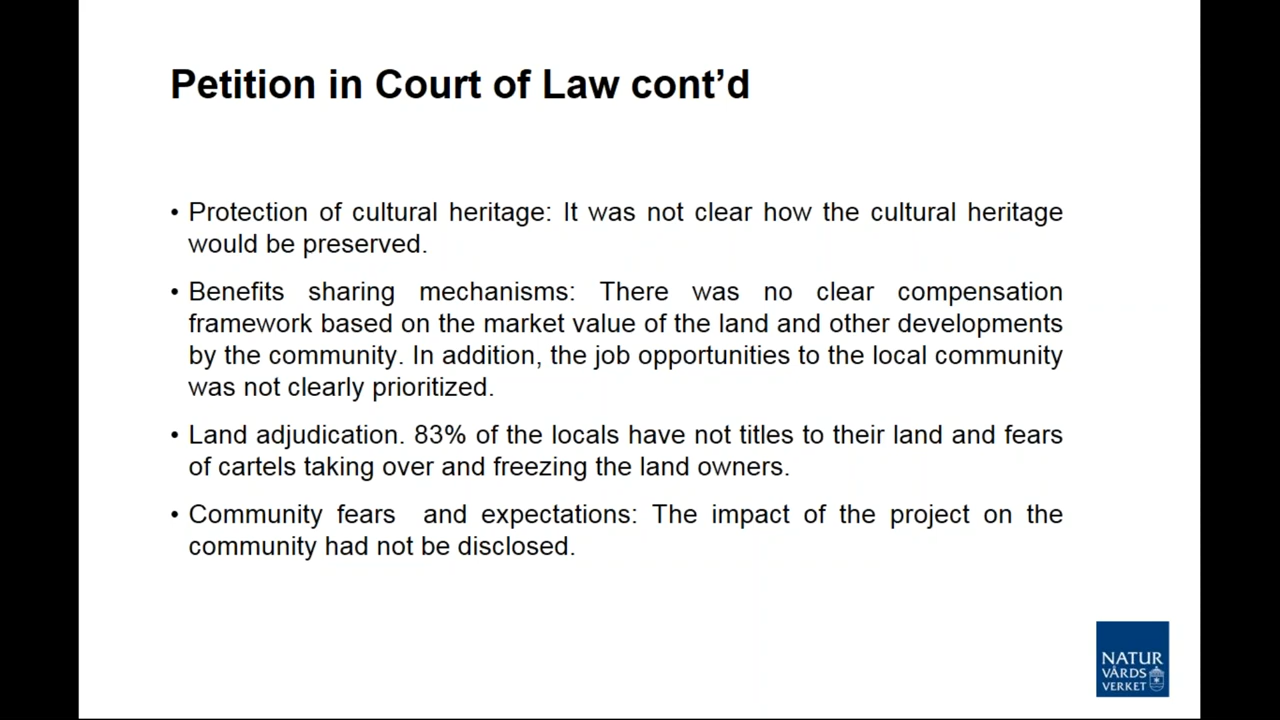 Petition in Court of Law cont’d
• Protection of cultural heritage: It was not clear how the cultural heritage
would be preserved.
• Benefits sharing mechanisms: There was no clear compensation
framework based on the market value of the land and other developments
by the community. In addition, the job opportunities to the local community
was not clearly prioritized.
• Land adjudication. 83% of the locals have not titles to their land and fears
of cartels taking over and freezing the land owners.
• Community fears  and expectations: The impact of the project on the
community had not be disclosed.
NATUR
VÅRDS
VERKET